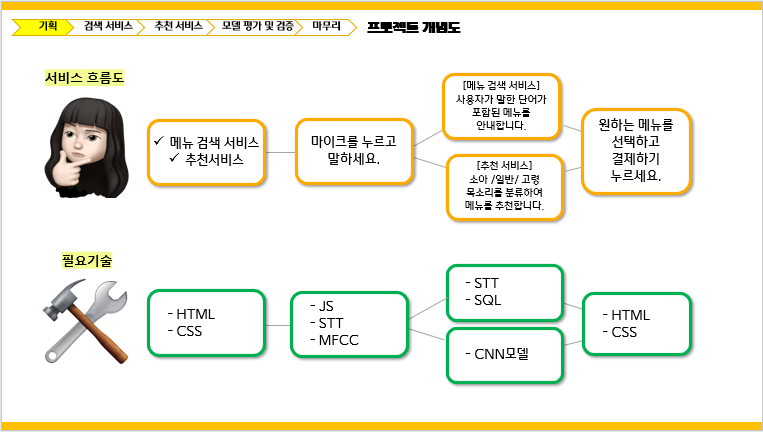 기획
검색 서비스
추천 서비스
모델 평가 및 검증
마무리
프로젝트 개념도
서비스 흐름도
✓ 메뉴 검색 서비스
✓ 추천서비스
마이크를 누르고
말하세요.
[메뉴 검색 서비스]
사용자가 말한 단어가
포함된 메뉴를
안내합니다.
[추천 서비스]
소아 /일반/ 고령
목소리를 분류하여
메뉴를 추천합니다.
원하는 메뉴를
선택하고
결제하기
누르세요.
필요기술
- HTML
- CSS
- JS
- STT
- MFCC
- STT
- SQL
- CNN모델
- HTML
- CSS